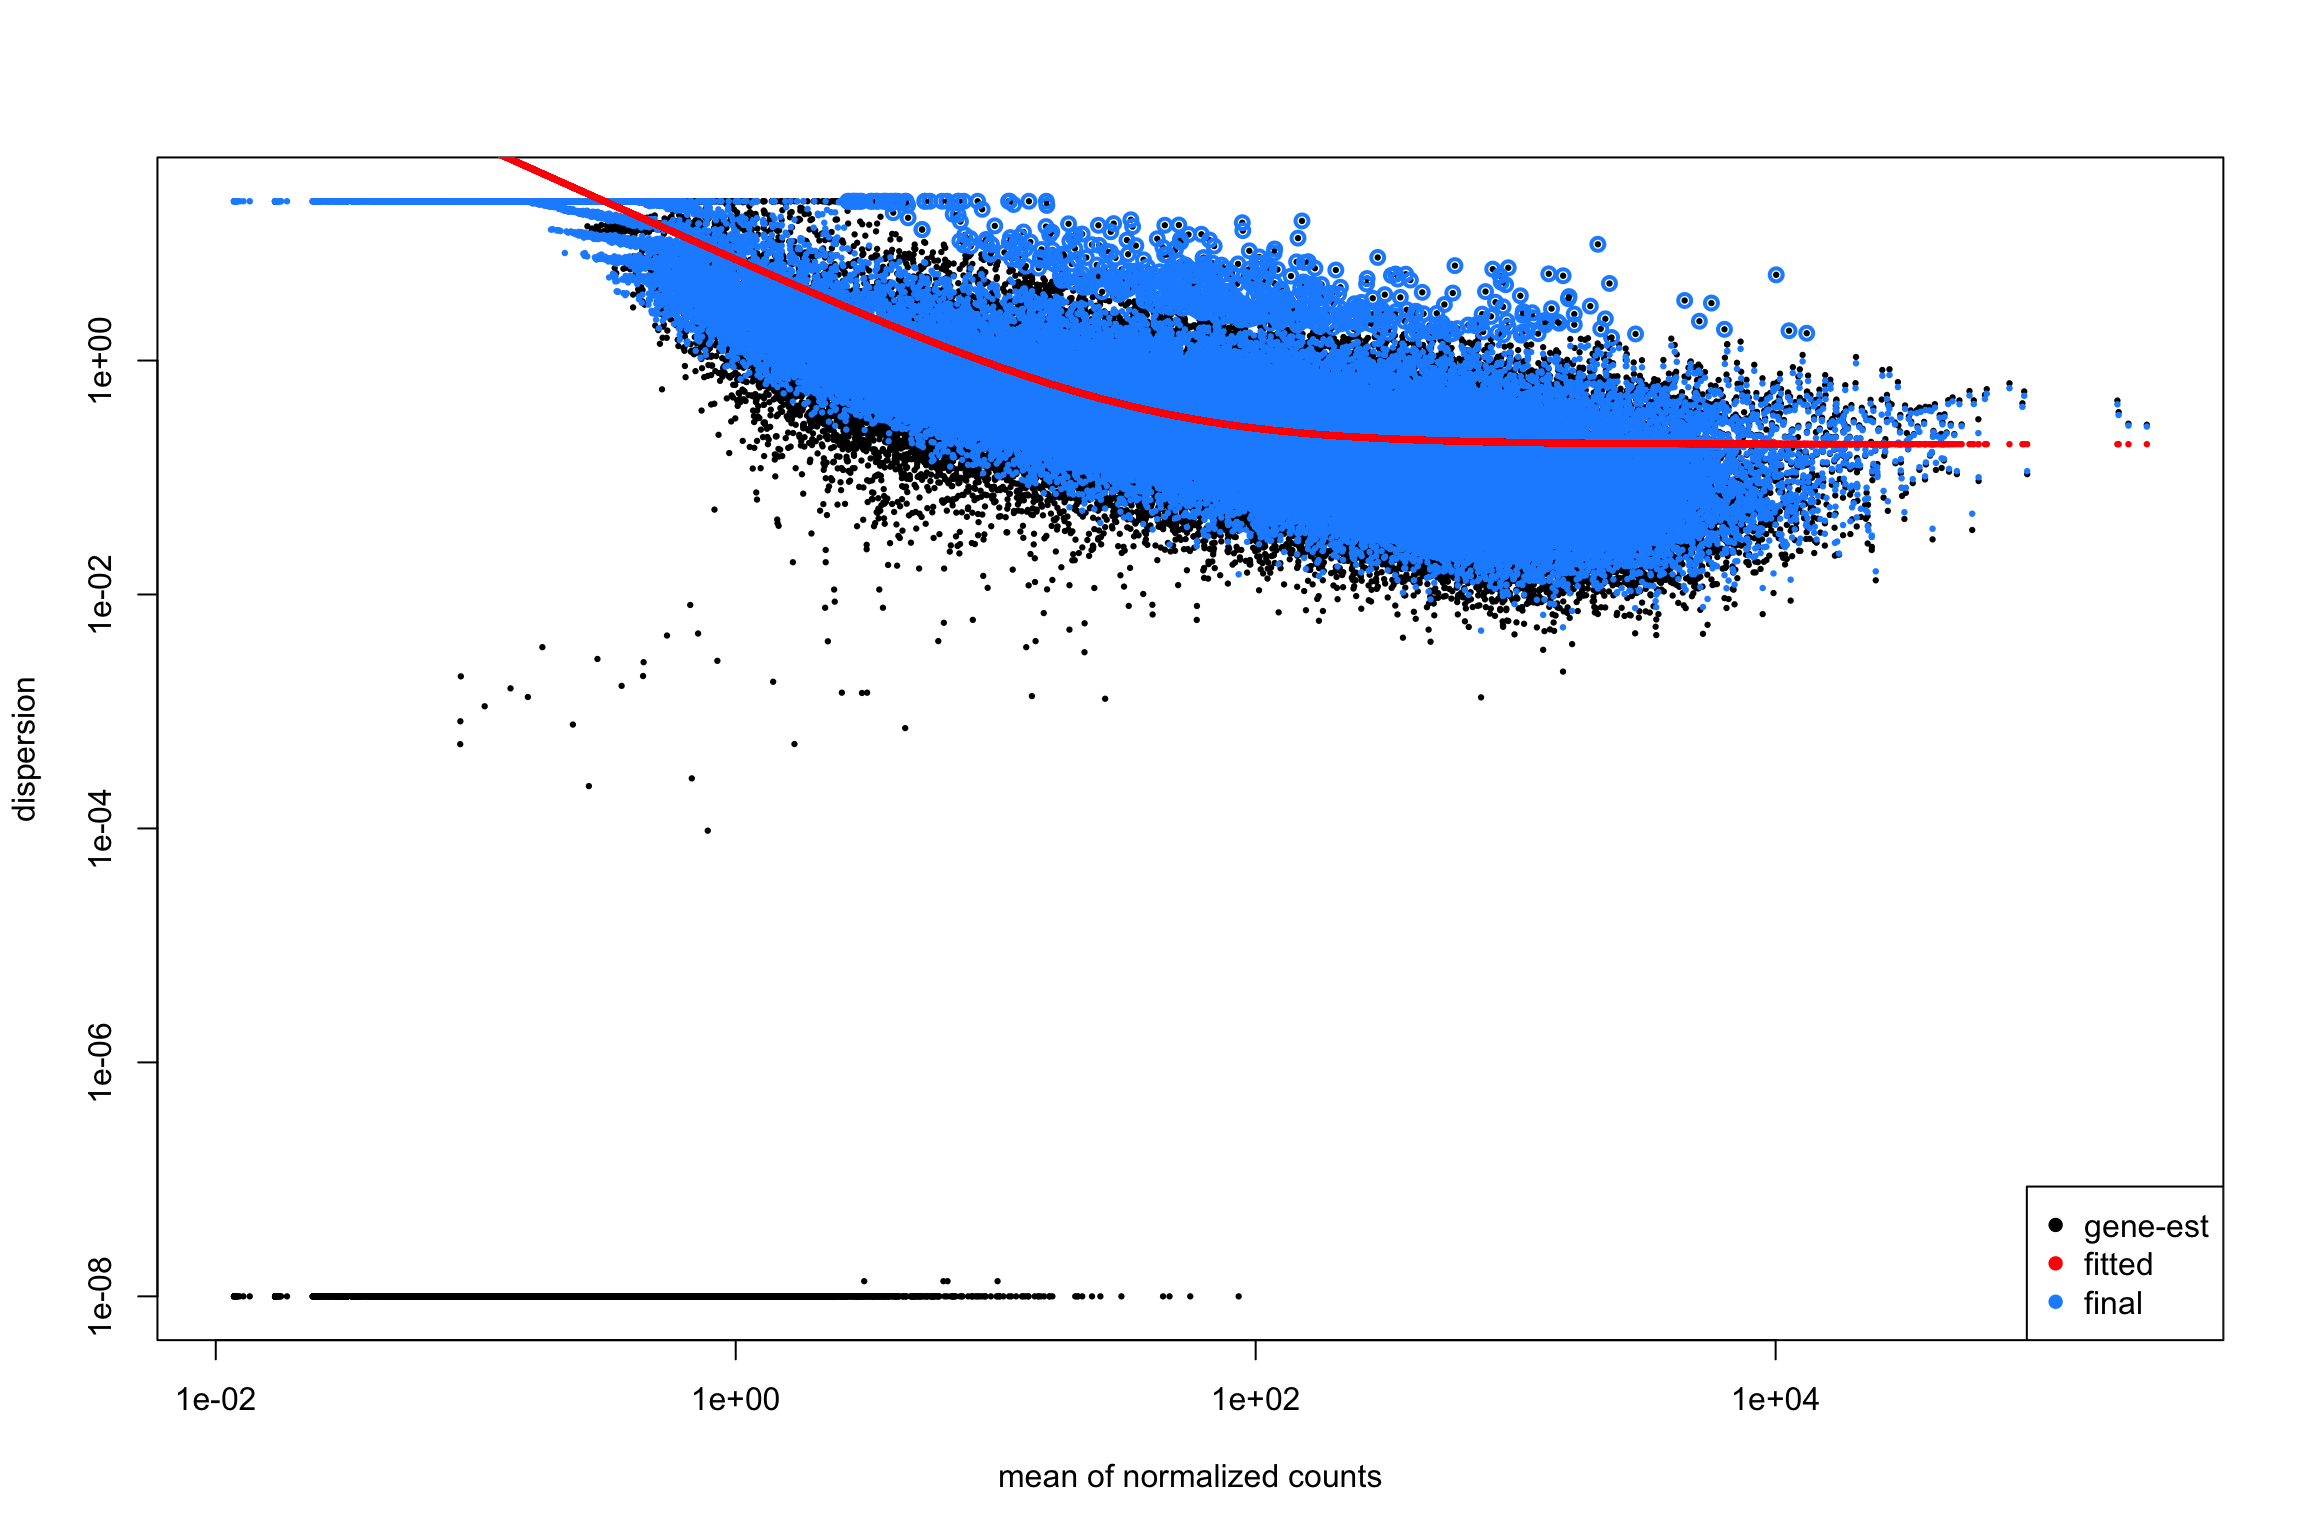 dispersion
1e+00
1e-02
1e-04
1e-06
1e-08
1e-02
1e+00
1e+02
1e+04
mean of normalized counts
gene-est
fitted
final